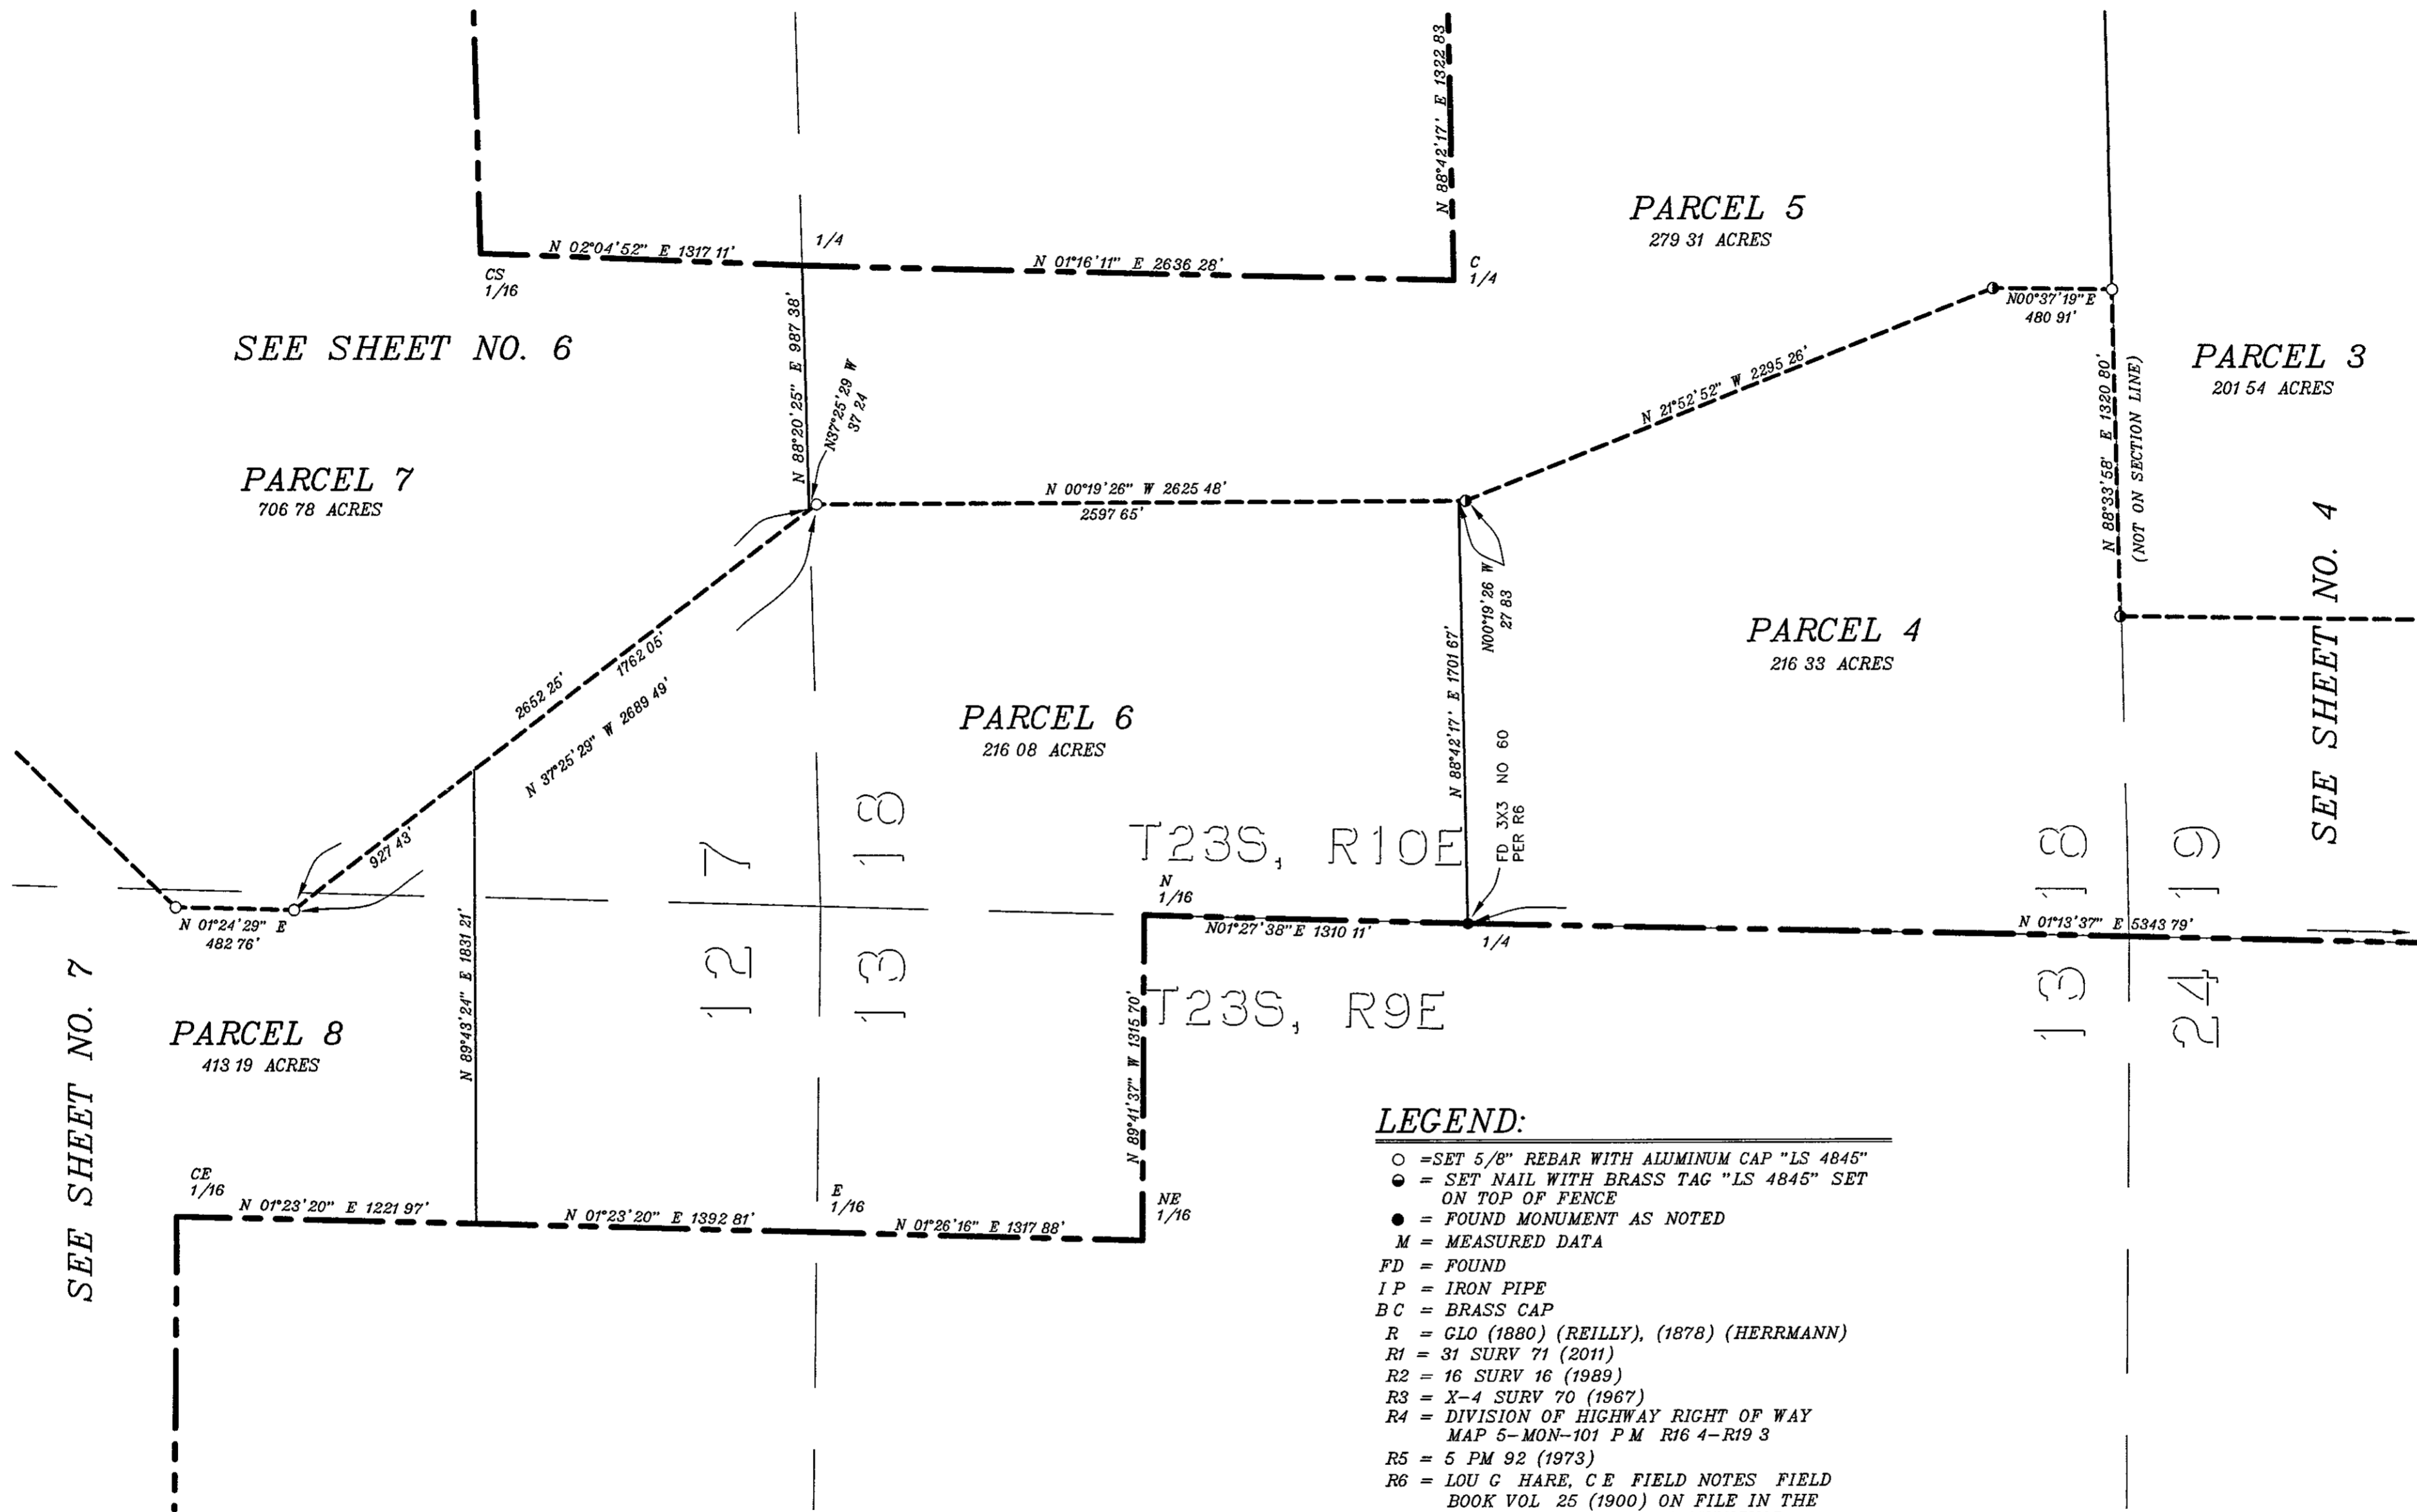 N 88°42'17' E 1322 83
PARCEL 5
279 31 ACRES
N 02°04'52" E 1317 11'
1/4
N 01°16'11" E 2636 28'
C
1/4
CS
1/16
N00°37'19"E
480 91'
SEE SHEET NO. 6
N 88°20'25" E 987 38'
N37°25'29 W
37 24
N 21°52'52" W 2295 26'
N 88°33'58' E 1320 80'
(NOT ON SECTION LINE)
PARCEL 3
201 54 ACRES
PARCEL 7
706 78 ACRES
N 00°19'26" W 2625 48'
2597 65'
N00°19'26 W
27 83
SEE SHEET NO. 4
PARCEL 4
216 33 ACRES
2652 25'
1762 05'
N 37°25'29" W 2689 49'
N 88°42'17' E 1701 67'
PARCEL 6
216 08 ACRES
FD 3X3 NO 60
PER R6
927 43'
12 7
13 18
T23S, R10E
N
1/16
13 18
24 19
N 01°24'29" E
482 76'
N 89°43'24" E 1831 21'
N01°27'38"E 1310 11'
1/4
N 01°13'37" E 5343 79'
SEE SHEET NO. 7
T23S, R9E
N 89°41'37" W 1315 70'
PARCEL 8
413 19 ACRES
CE
1/16
N 01°23'20" E 1221 97'
N 01°23'20" E 1392 81'
E
1/16
N 01°26'16" E 1317 88'
NE
1/16
LEGEND:
=SET 5/8" REBAR WITH ALUMINUM CAP "LS 4845"
= SET NAIL WITH BRASS TAG "LS 4845" SET
ON TOP OF FENCE
= FOUND MONUMENT AS NOTED
M = MEASURED DATA
FD = FOUND
I P = IRON PIPE
B C = BRASS CAP
R = GLO (1880) (REILLY), (1878) (HERRMANN)
R1 = 31 SURV 71 (2011)
R2 = 16 SURV 16 (1989)
R3 = X-4 SURV 70 (1967)
R4 = DIVISION OF HIGHWAY RIGHT OF WAY
MAP 5-MON-101 P M R16 4-R19 3
R5 = 5 PM 92 (1973)
R6 = LOU G HARE, C E FIELD NOTES FIELD
BOOK VOL 25 (1900) ON FILE IN THE